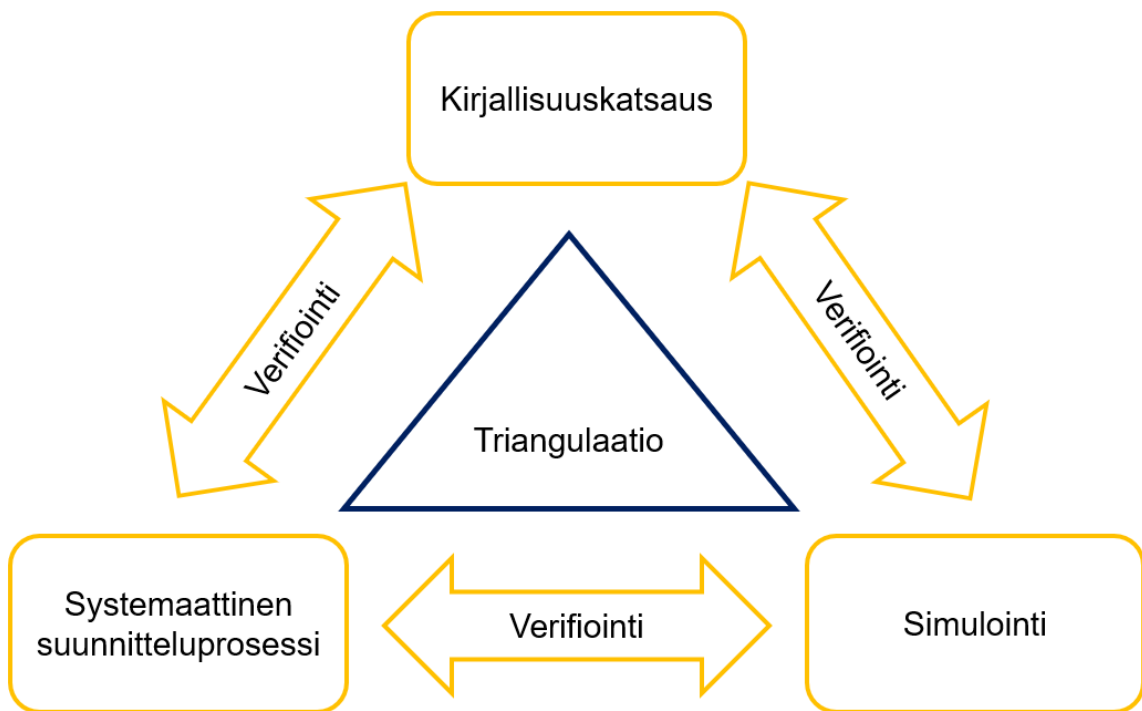 Kirjallisuuskatsaus
Verifiointi
Verifiointi
Triangulaatio
Systemaattinen
suunnitteluprosessi
Verifiointi
Simulointi